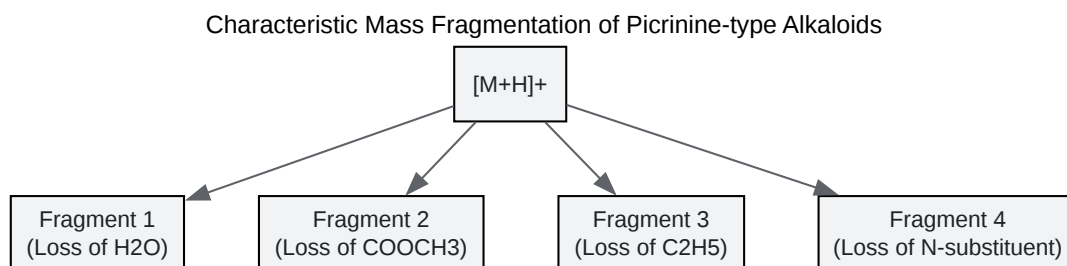 Characteristic Mass Fragmentation of Picrinine-type Alkaloids
[M+H]+
Fragment 1
(Loss of H2O)
Fragment 2
(Loss of COOCH3)
Fragment 3
(Loss of C2H5)
Fragment 4
(Loss of N-substituent)